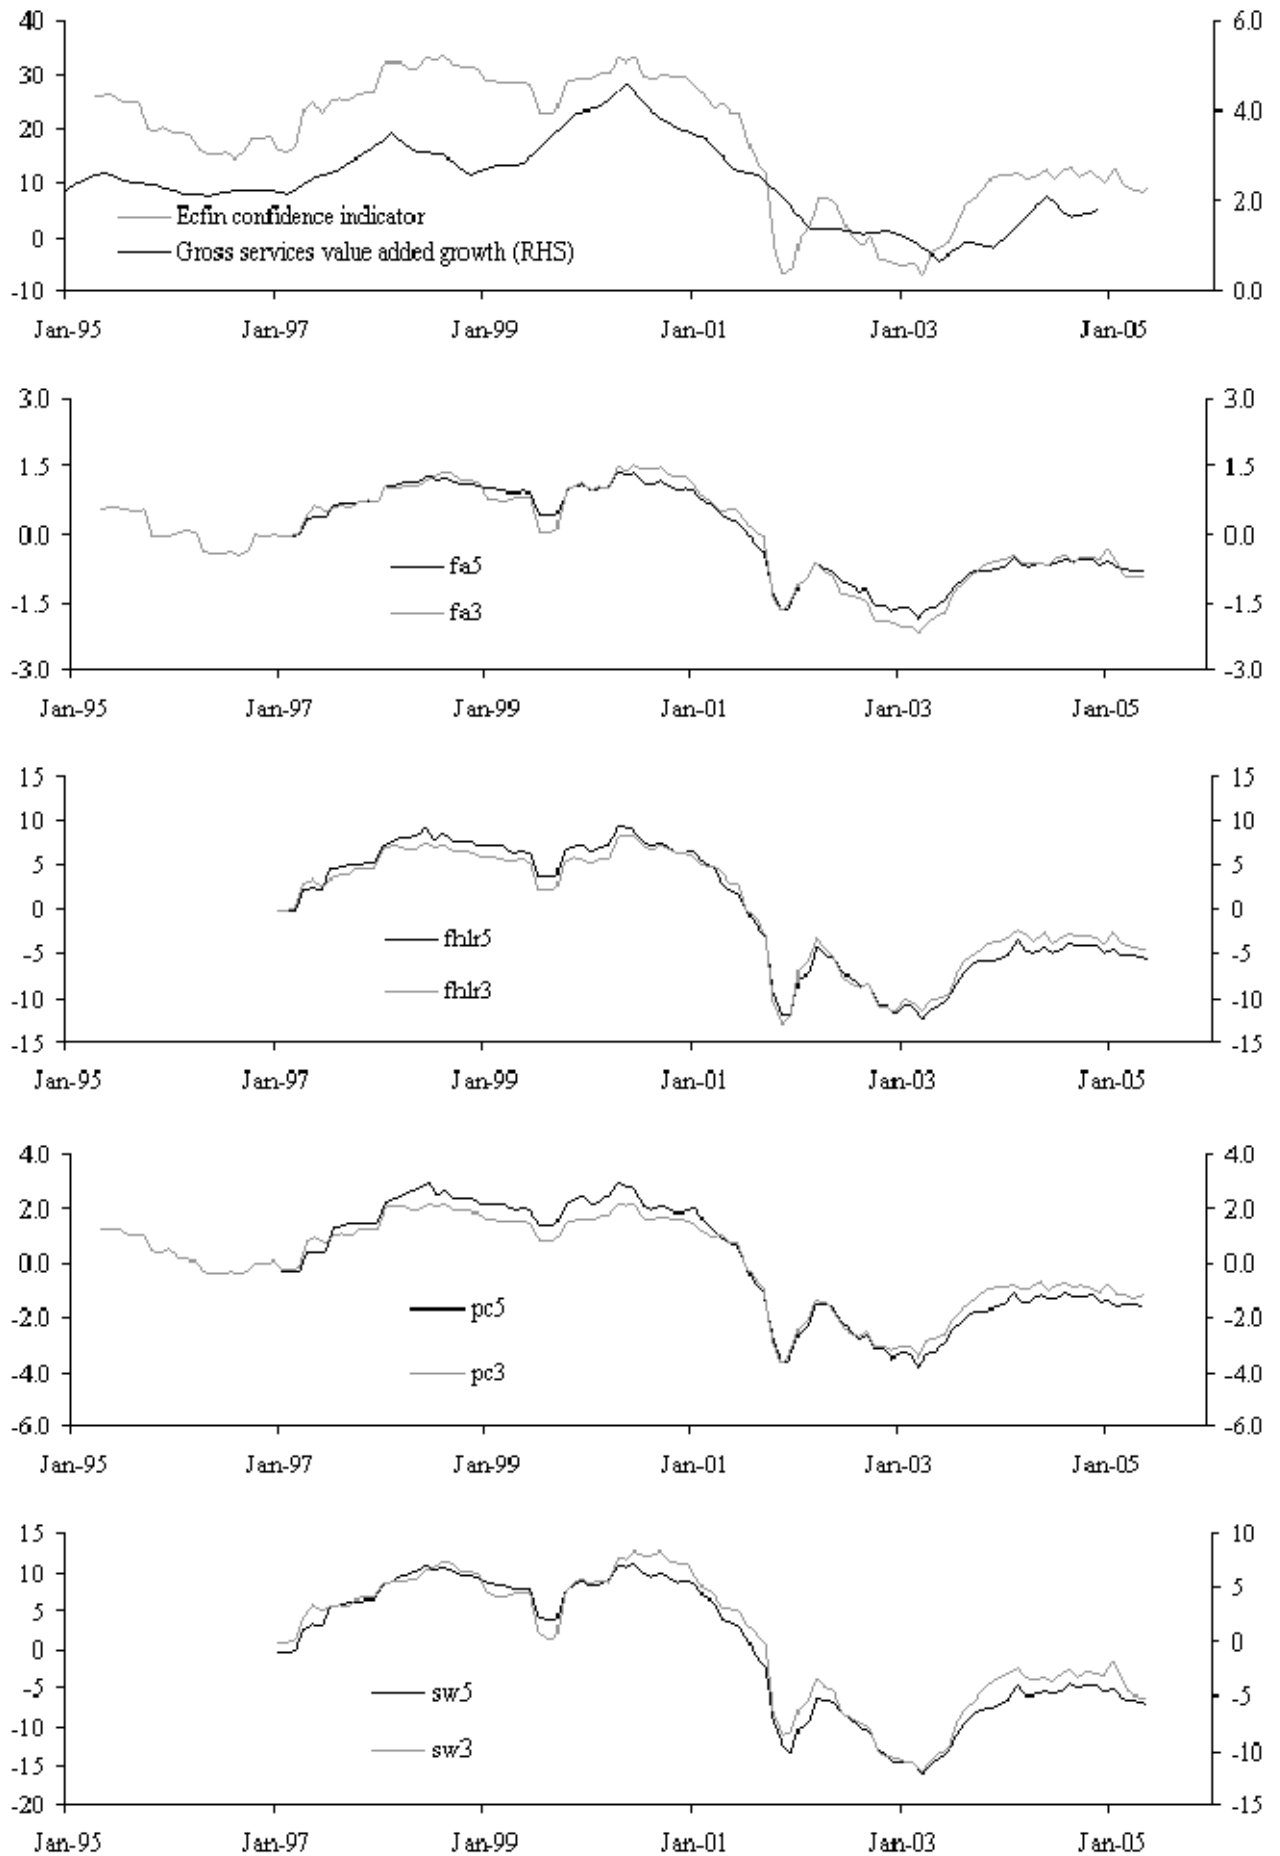 40 6.0
30
4.0
20
10
2.0
Ecfin confidence indicator
0
Gross services value added growth (RHS)
-10 0.0
Jan-95 Jan-97 Jan-99 Jan-01 Jan-03 Jan-05
3.0 3.0
1.5 1.5
0.0 0.0
fa5
-1.5 -1.5
fa3
-3.0 -3.0
Jan-95 Jan-97 Jan-99 Jan-01 Jan-03 Jan-05
15 15
10 10
5 5
0 0
fhlr5
-5 -5
fhlr3
-10 -10
-15 -15
Jan-95 Jan-97 Jan-99 Jan-01 Jan-03 Jan-05
4.0 4.0
2.0 2.0
0.0 0.0
pc5
-2.0 -2.0
pc3
-4.0 -4.0
-6.0 -6.0
Jan-95 Jan-97 Jan-99 Jan-01 Jan-03 Jan-05
15 10
10
5 5
0 0
-5 sw5 -5
-10
sw3 -10
-15
-20 -15
Jan-95 Jan-97 Jan-99 Jan-01 Jan-03 Jan-05